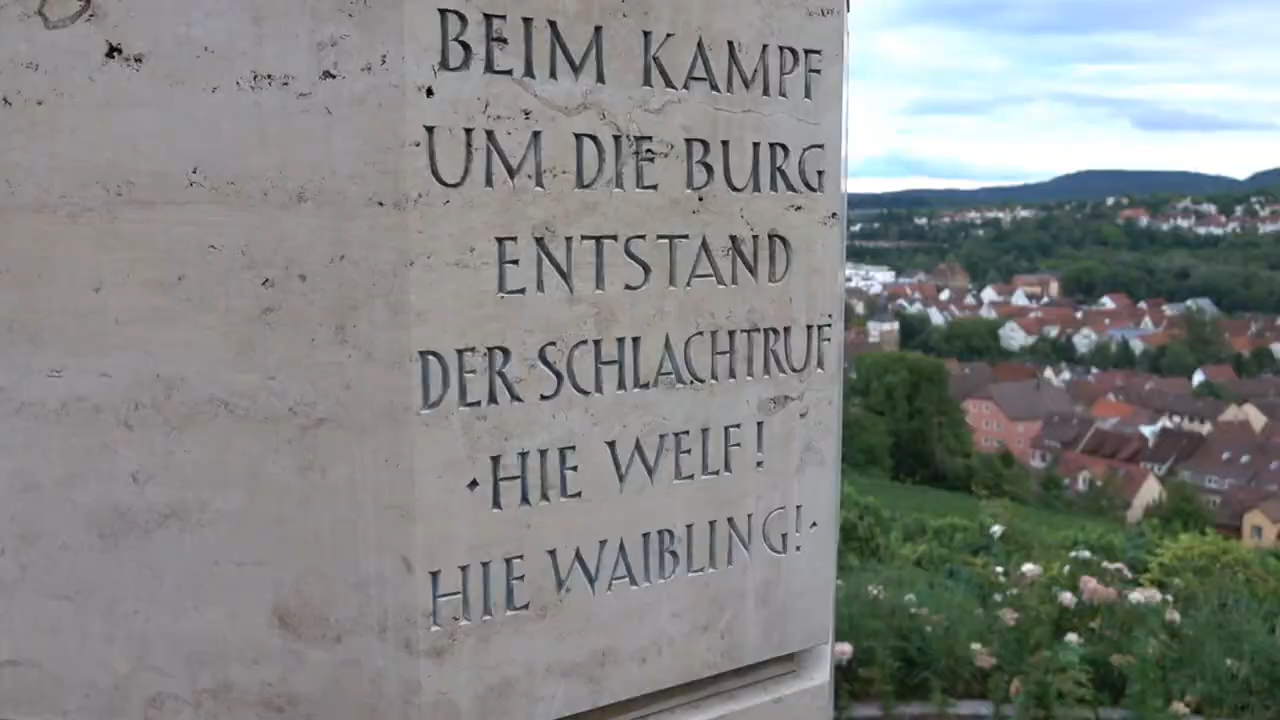 BEIM KAMPF
UM DIE BURG
ENTSTAND
DER SCHLACHTRUF
·HIE WELF!
HIE WAIBLING!·